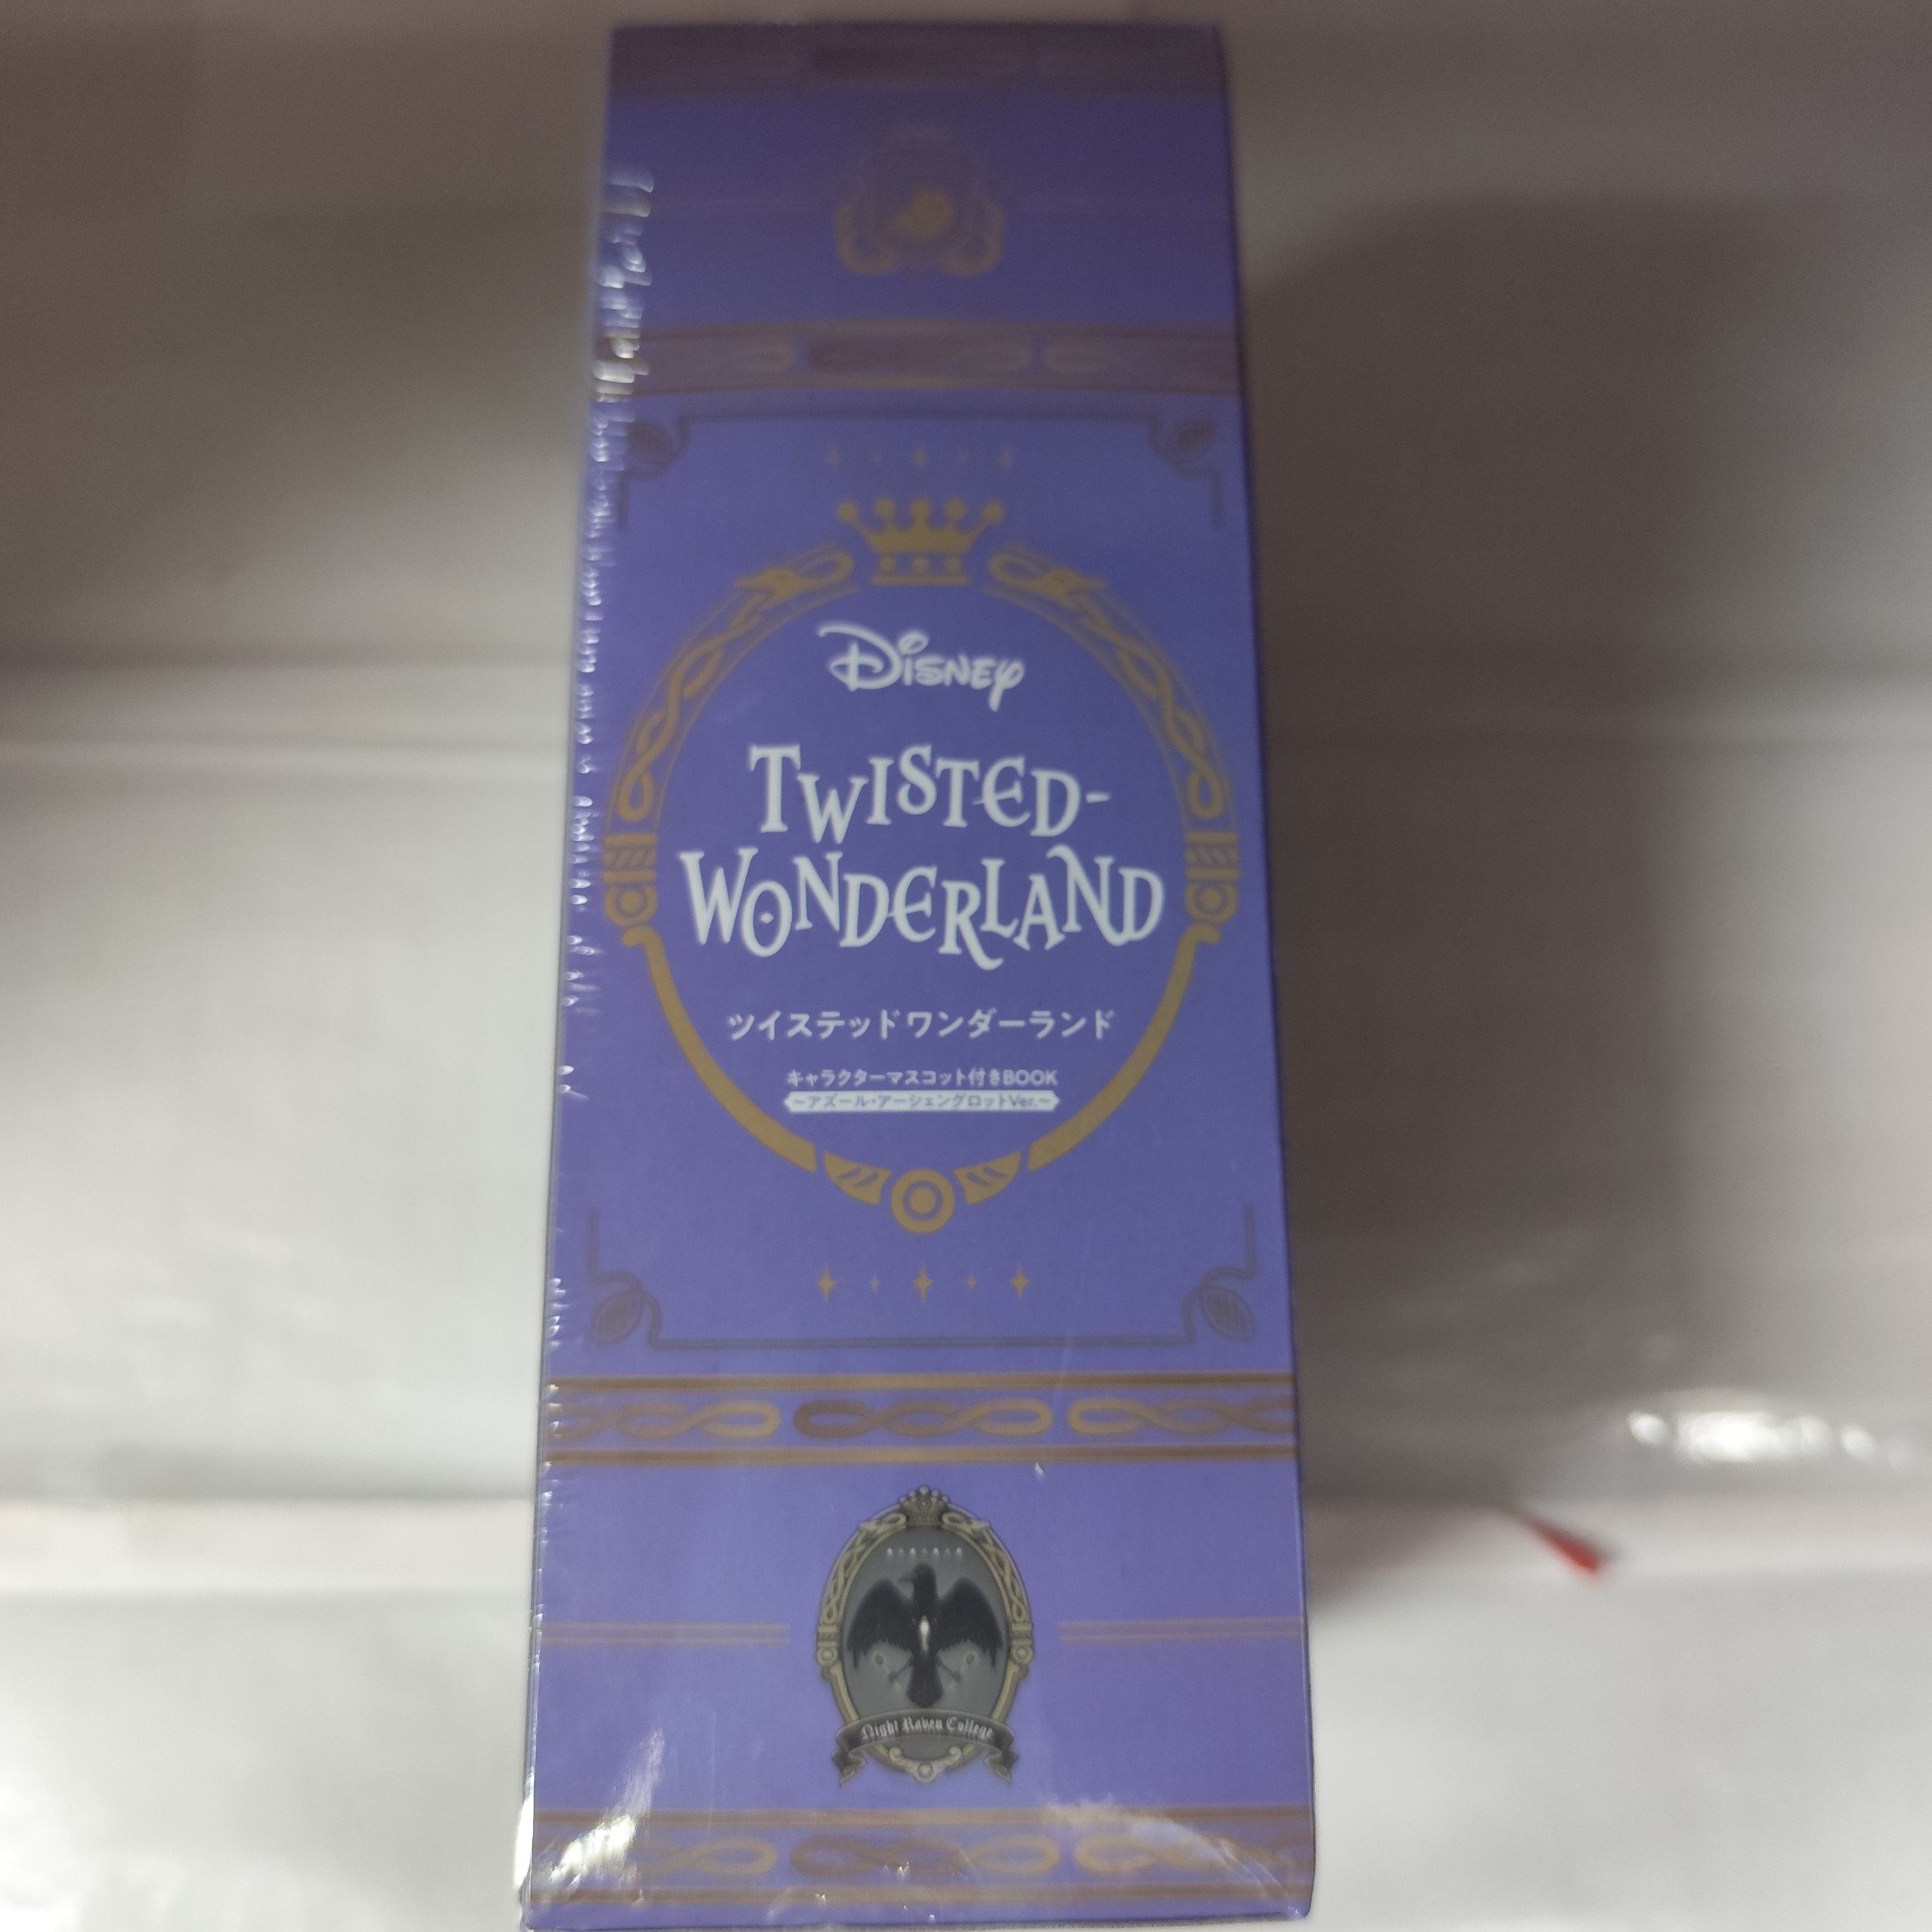 Disney
TWISTED-
WONDERLAND
ツイステッドワンダーランド
キャラクターマスコット付きBOOK
～アズール・アーシェングロットVer.～
Night Raven College